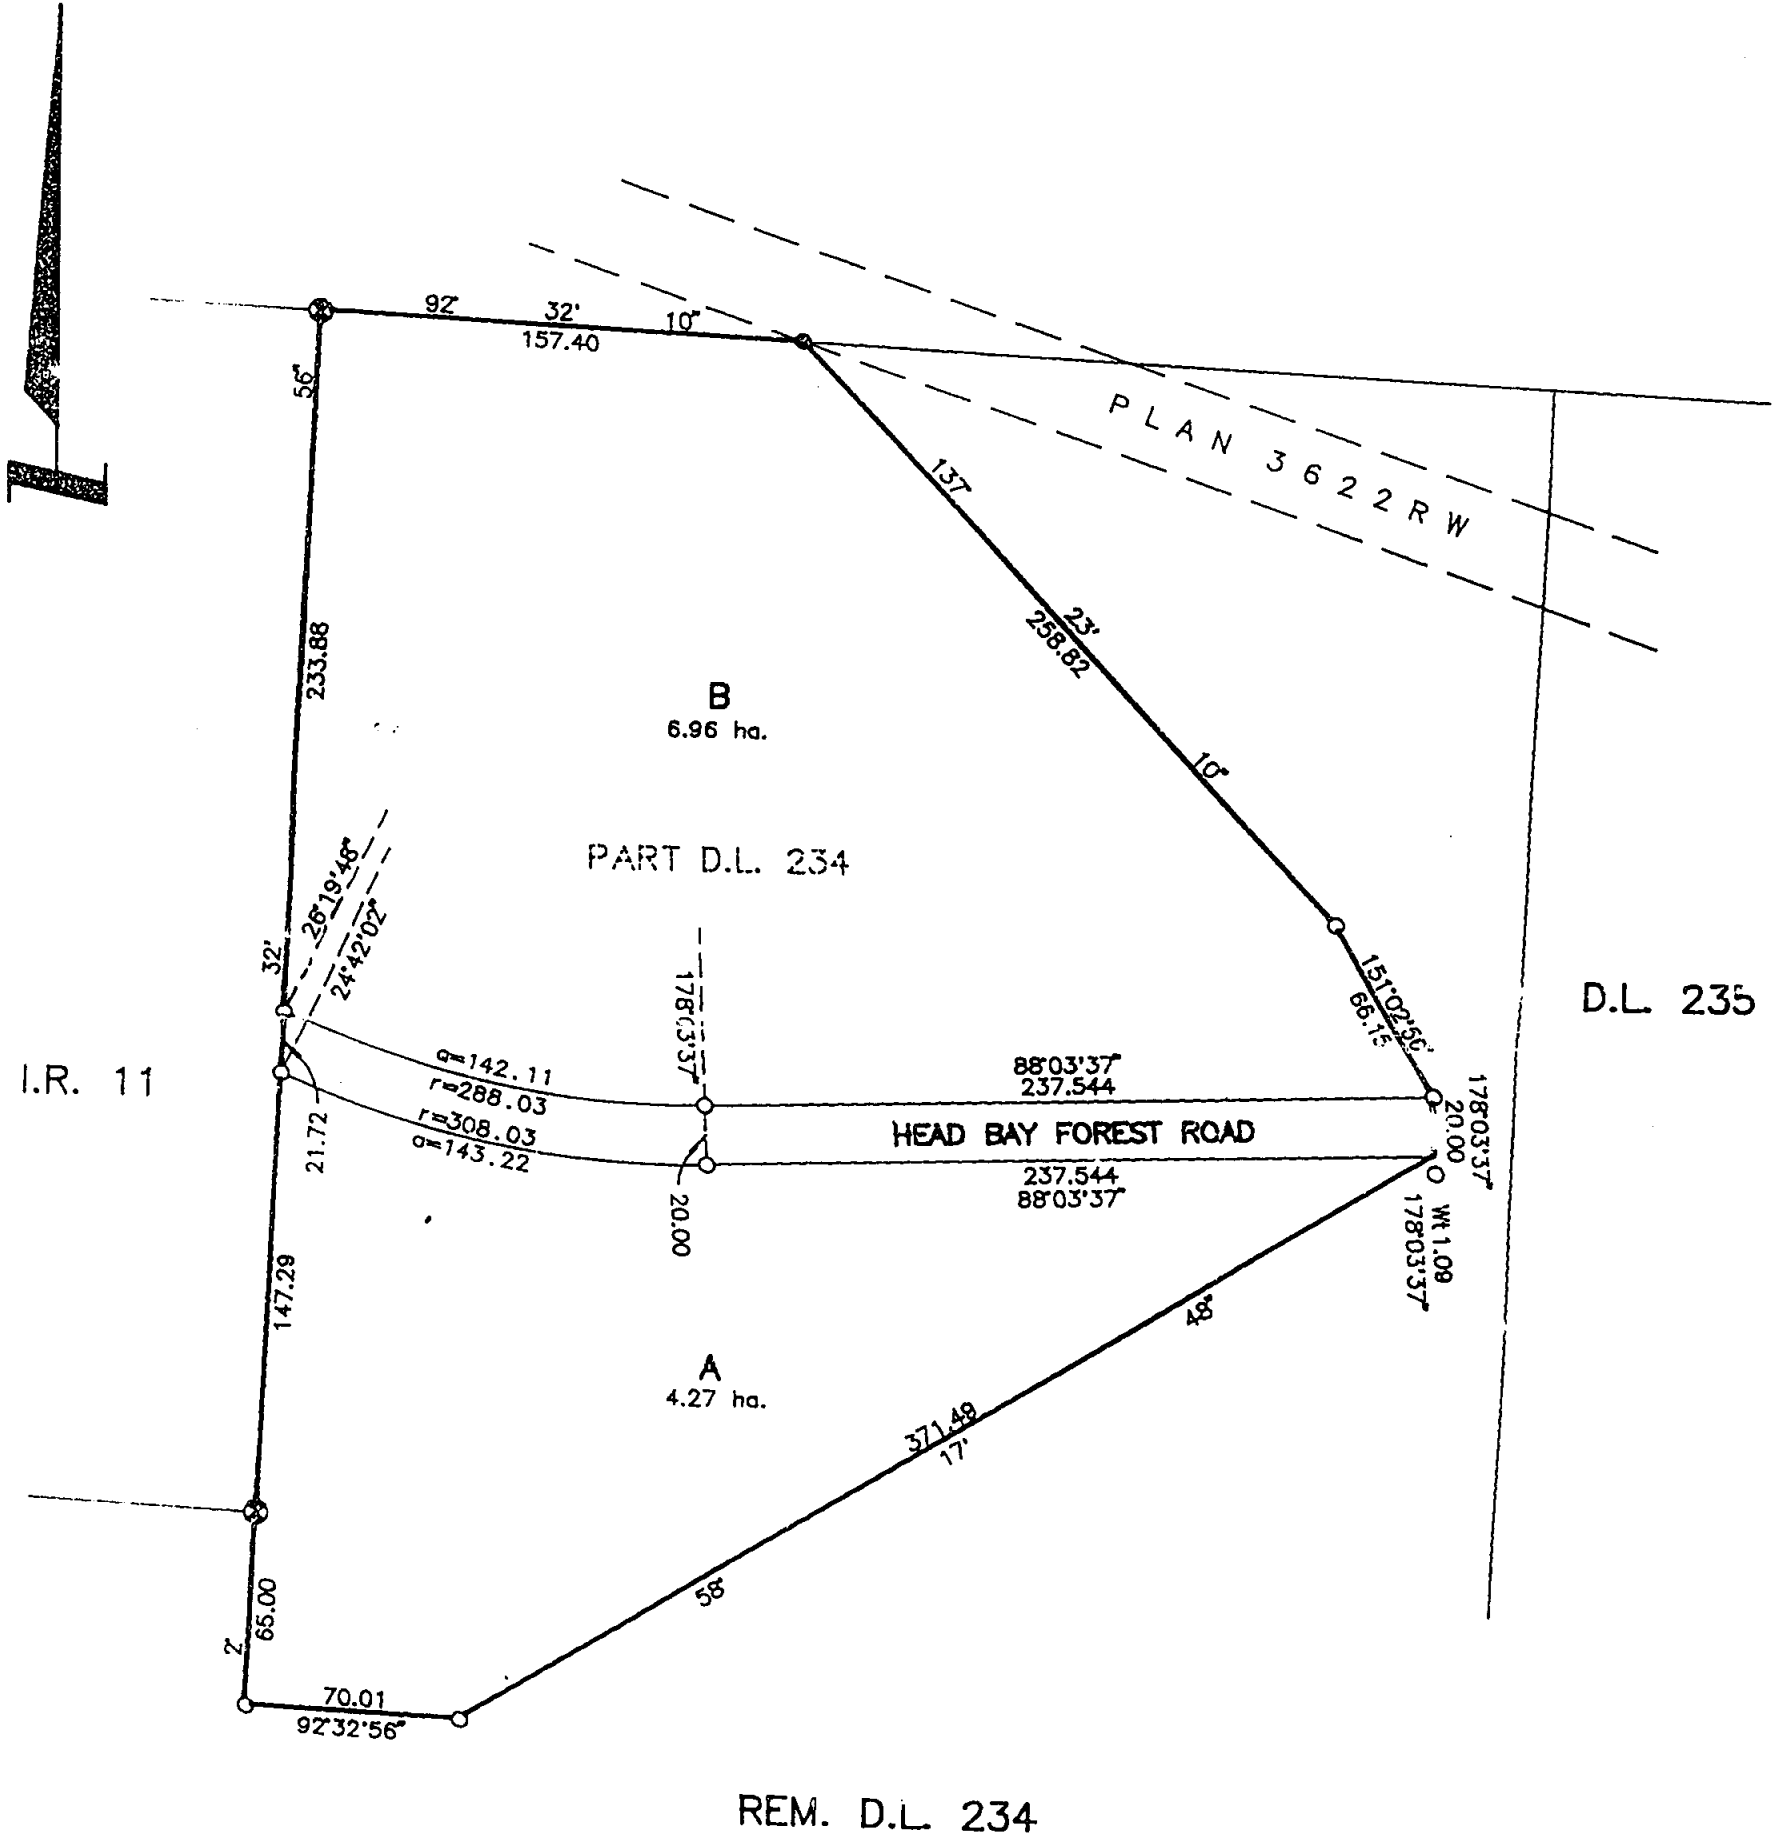 92° 32' 10"
157.40
56"
PLAN 3622RW
137°
233.88
23'
258.82
B
6.96 ha.
10"
PART D.L. 234
26°19'48"
24°42'02"
32'
178°03'37"
151°02'50"
66.15
D.L. 235
I.R. 11
a=142.11
r=288.03
r=308.03
a=143.22
88°03'37"
237.544
HEAD BAY FOREST ROAD
237.544
88°03'37"
178°03'37"
20.00
21.72
20.00
Wt 1.09
178°03'37"
147.29
48"
A
4.27 ha.
371.49
17'
58°
65.00
2°
70.01
92°32'56"
REM. D.L. 234